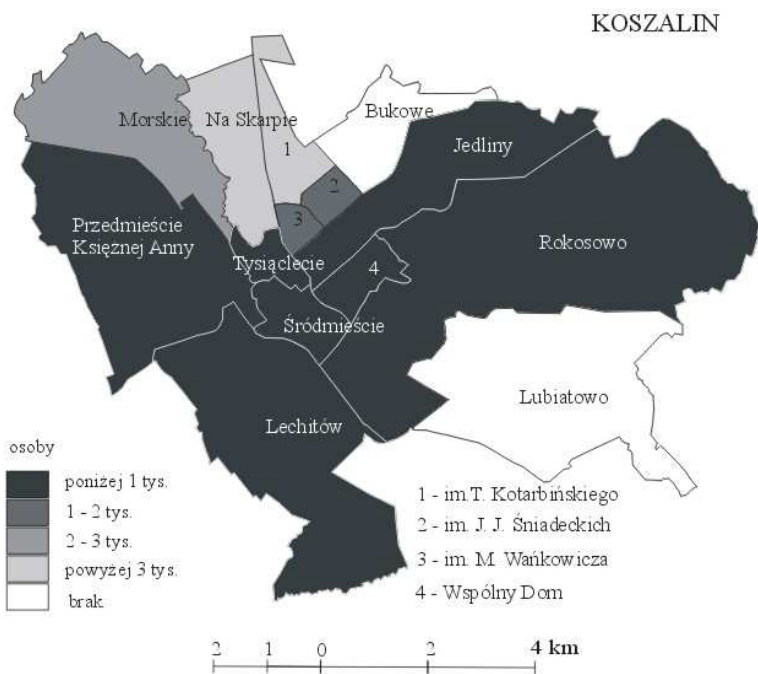 KOSZALIN
Morskie
Na Skarpie
Bukowe
1
Jedliny
2
3
Przedmieście
Księżnej Anny
Tysiąclecie
4
Rokosowo
Śródmieście
Lubiatowo
Lechitów
osoby
poniżej 1 tys.
1 - 2 tys.
2 - 3 tys.
powyżej 3 tys.
brak
1 - im. T. Kotarbińskiego
2 - im. J. J. Śniadeckich
3 - im. M. Wańkowicza
4 - Wspólny Dom
2 1 0 2 4 km